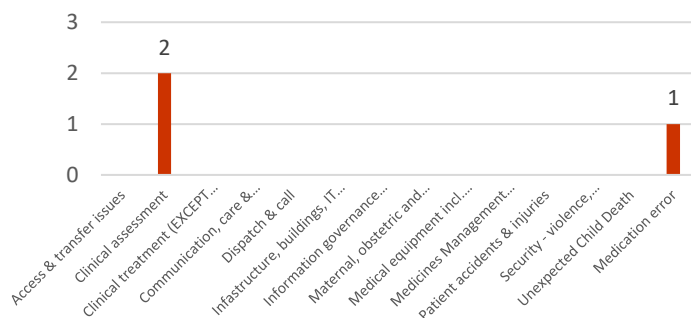 3
2
1
0
2
1
Access & transfer issues
Clinical assessment
Clinical treatment (EXCEPT…
Communication, care &…
Dispatch & call
Infastructure, buildings, IT…
Information governance…
Maternal, obstetric and…
Medical equipment incl.…
Medicines Management…
Patient accidents & injuries
Security - violence,…
Unexpected Child Death
Medication error